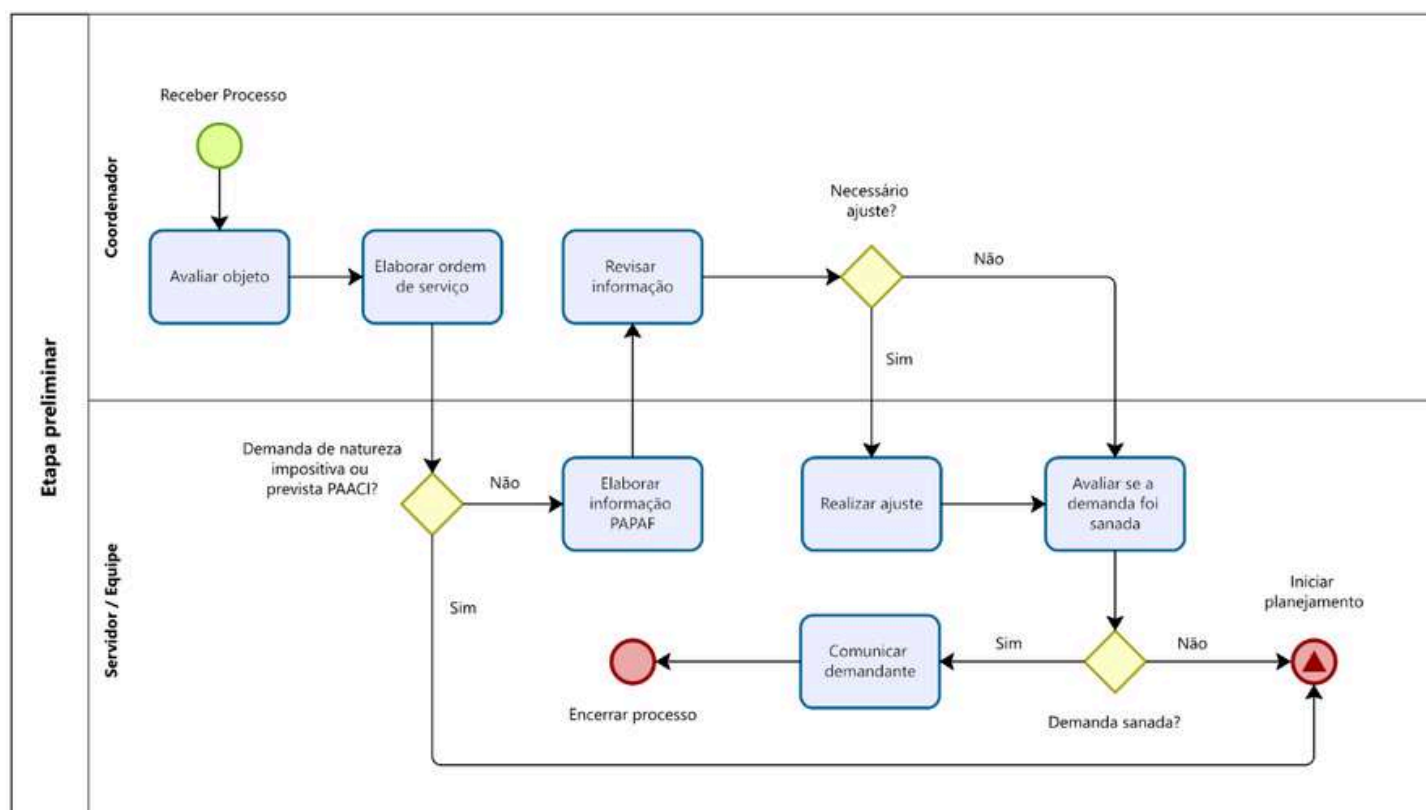 Etapa preliminar
Coordenador
Receber Processo
Avaliar objeto
Elaborar ordem
de serviço
Revisar
informação
Necessário
ajuste?
Não
Sim
Servidor / Equipe
Demanda de natureza
impositiva ou
prevista PAACI?
Não
Sim
Elaborar
informação
PAPAF
Realizar ajuste
Avaliar se a
demanda foi
sanada
Iniciar
planejamento
Comunicar
demandante
Sim
Não
Encerrar processo
Demanda sanada?